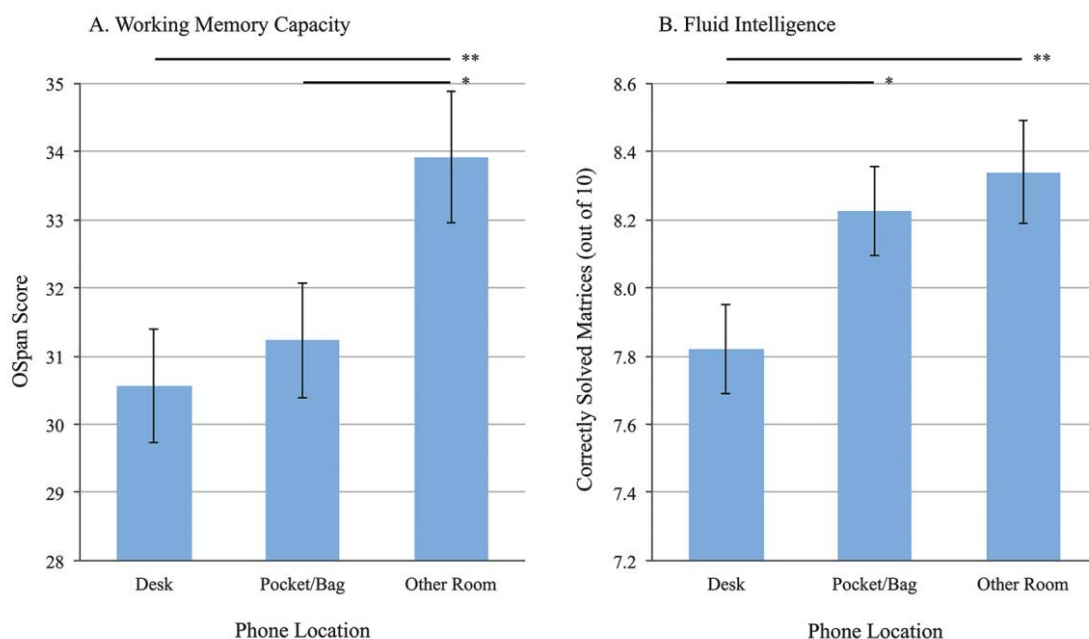 A. Working Memory Capacity
**
*
35
34
33
32
31
30
29
28
OSpan Score
Desk
Pocket/Bag
Other Room
Phone Location
B. Fluid Intelligence
**
*
8.6
8.4
8.2
8.0
7.8
7.6
7.4
7.2
Correctly Solved Matrices (out of 10)
Desk
Pocket/Bag
Other Room
Phone Location